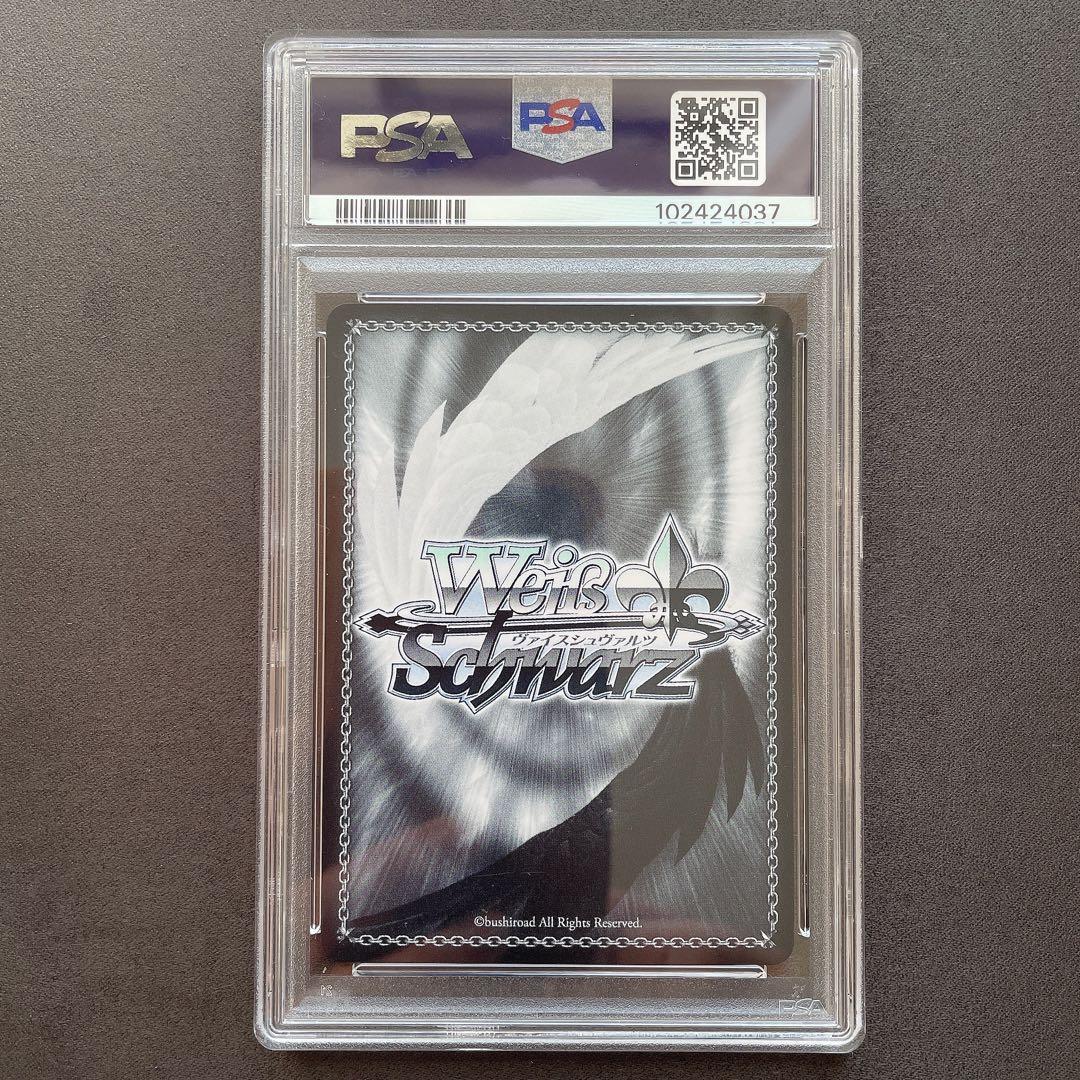 PSA
PSA
102424037
Weiß
ヴァイスシュヴァルツ
Schwarz
©bushiroad All Rights Reserved.
PSA